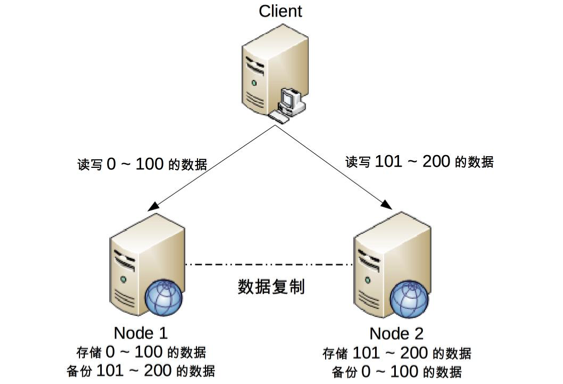 Client
读写 0 ~ 100 的数据
读写 101 ~ 200 的数据
数据复制
Node 1
存储 0 ~ 100 的数据
备份 101 ~ 200 的数据
Node 2
存储 101 ~ 200 的数据
备份 0 ~ 100 的数据